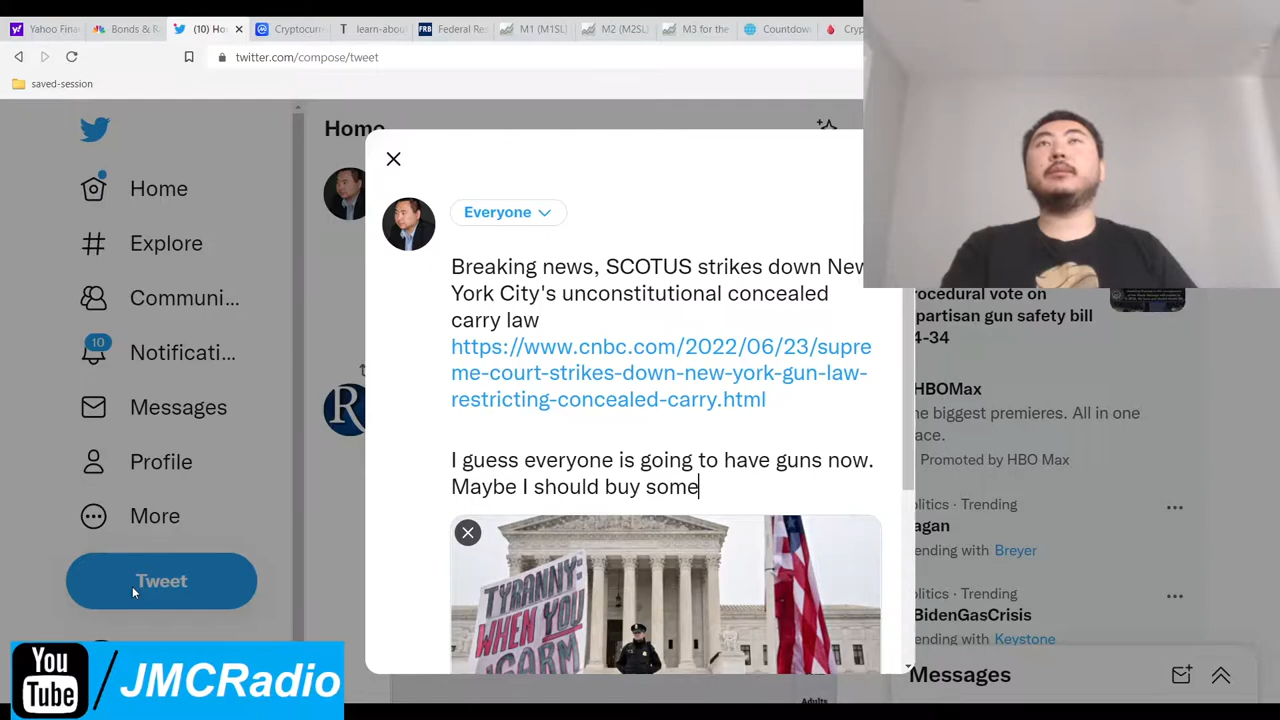 Yahoo Fina
Bonds & R
(10) Ho
Cryptocurr
learn-abou
Federal Re
M1 (M1SL)
M2 (M2SL)
M3 for the
Countdow
Cryp
twitter.com/compose/tweet
saved-session
Home
Home
Explore
Communi...
10
Notificati...
Messages
Profile
More
Tweet
Everyone
Breaking news, SCOTUS strikes down New
York City's unconstitutional concealed
carry law
https://www.cnbc.com/2022/06/23/supre
me-court-strikes-down-new-york-gun-law-
restricting-concealed-carry.html
I guess everyone is going to have guns now.
Maybe I should buy some
TYRANNY:
WHEN YOU
R
rocedural vote on
partisan gun safety bill
4-34
HBOMax
he biggest premieres. All in one
ace.
Promoted by HBO Max
olitics · Trending
agan
ending with Breyer
olitics · Trending
BidenGasCrisis
ending with Keystone
Messages
Adults
You
Tube
/JMCRadio